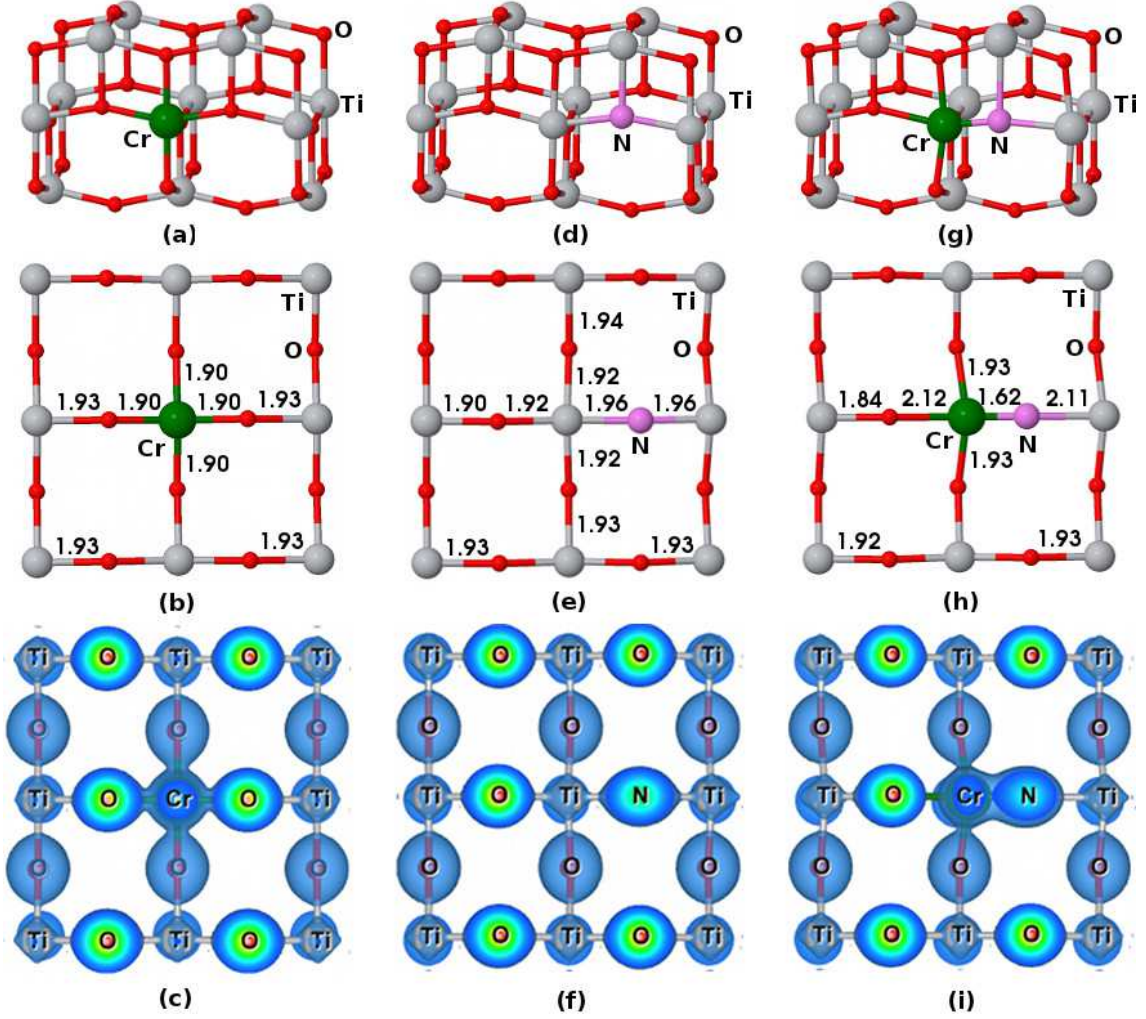 O
Ti
Cr
(a)
O
Ti
N
(d)
O
Ti
Cr N
(g)
Ti
O
1.90
1.93 1.90 1.90 1.93
Cr
1.90
1.93 1.93
(b)
Ti
1.94
O
1.92
1.90 1.92 1.96 1.96
N
1.92
1.93
1.93 1.93
(e)
Ti
O
1.93
1.84 2.12 1.62 2.11
Cr N
1.93
1.92 1.93
(h)
Ti O Ti O Ti
O O O
Ti O Cr O Ti
O O O
Ti O Ti O Ti
(c)
Ti O Ti O Ti
O O O
Ti O Ti N Ti
O O O
Ti O Ti O Ti
(f)
Ti O Ti O Ti
O O O
Ti O Cr N Ti
O O O
Ti O Ti O Ti
(i)